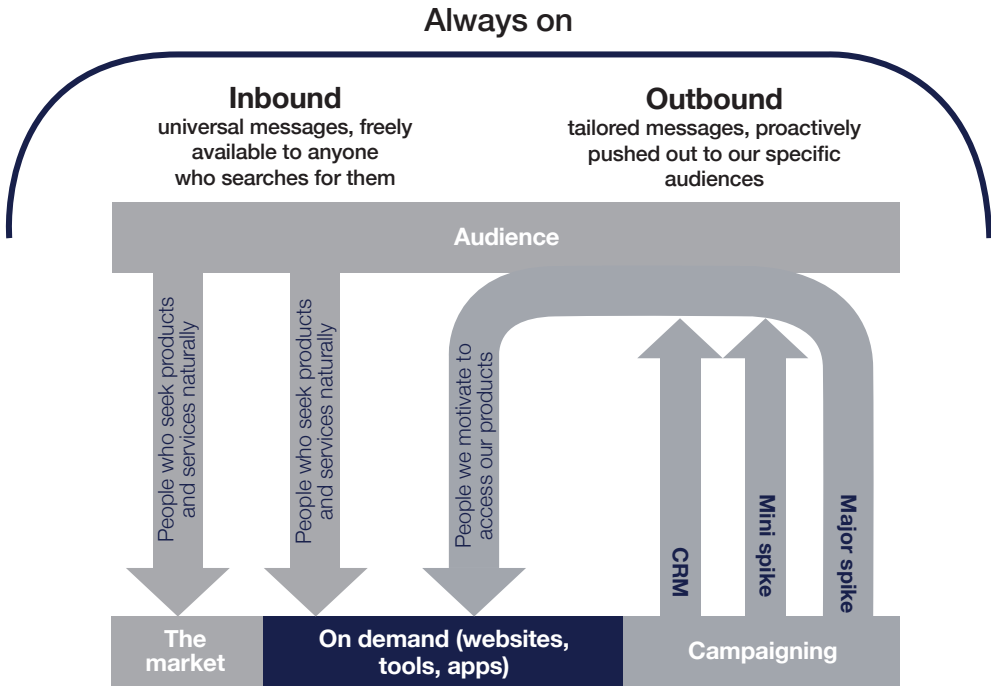 Always on
Inbound
universal messages, freely
available to anyone
who searches for them
Outbound
tailored messages, proactively
pushed out to our specific
audiences
Audience
People who seek products
and services naturally
People who seek products
and services naturally
People we motivate to
access our products
CRM
Mini spike
Major spike
The
market
On demand (websites,
tools, apps)
Campaigning